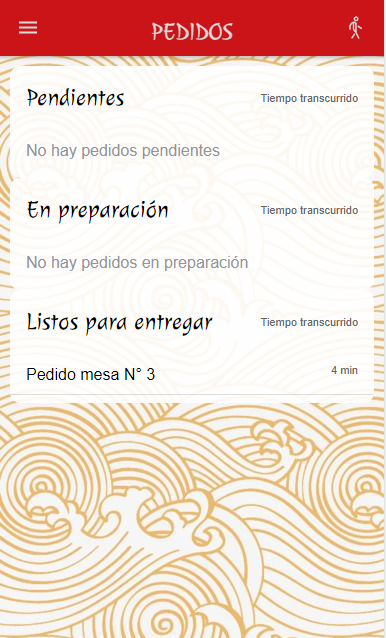 PEDIDOS
Pendientes Tiempo transcurrido
No hay pedidos pendientes
En preparación Tiempo transcurrido
No hay pedidos en preparación
Listos para entregar Tiempo transcurrido
Pedido mesa N° 3 4 min